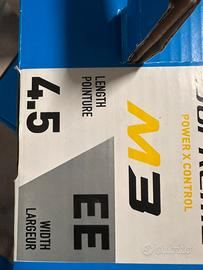 LENGTH
POINTURE
4.5
WIDTH
LARGEUR
EE
M3
POWER X CONTROL